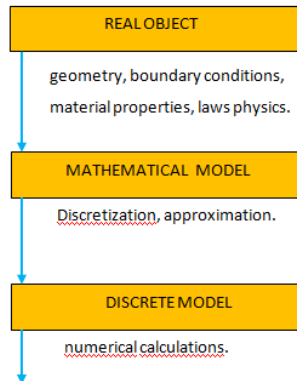 REAL OBJECT
geometry, boundary conditions,
material properties, laws physics.
MATHEMATICAL MODEL
Discretization, approximation.
DISCRETE MODEL
numerical calculations.